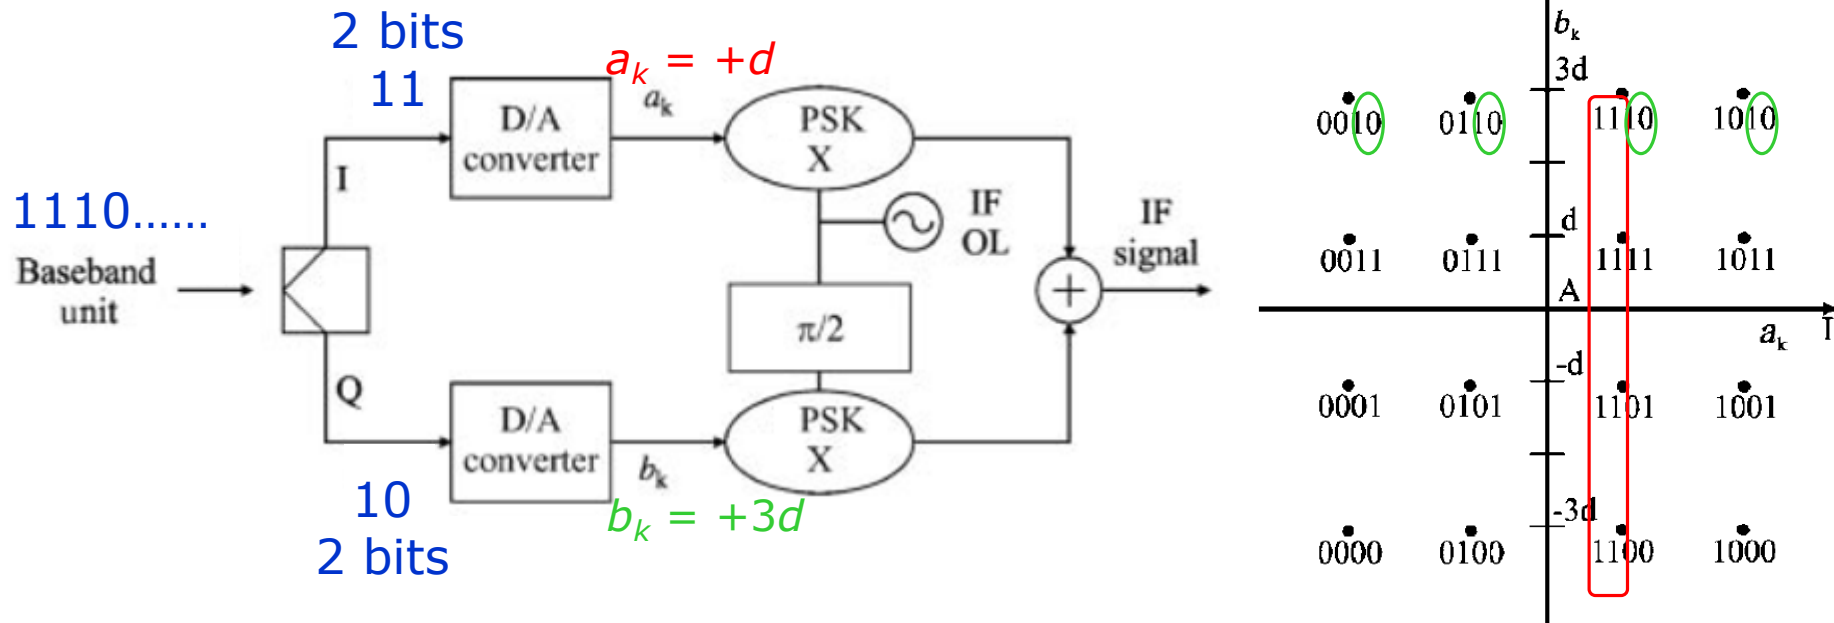 2 bits
11
a_k = +d
a_k
D/A
converter
PSK
X
I
1110......
Baseband
unit
IF
OL
IF
signal
+
π/2
Q
D/A
converter
PSK
X
b_k
10
b_k = +3d
2 bits
b_k
3d
0010
0110
1110
1010
d
0011
0111
1111
1011
A
a_k
I
-d
0001
0101
1101
1001
-3d
0000
0100
1100
1000